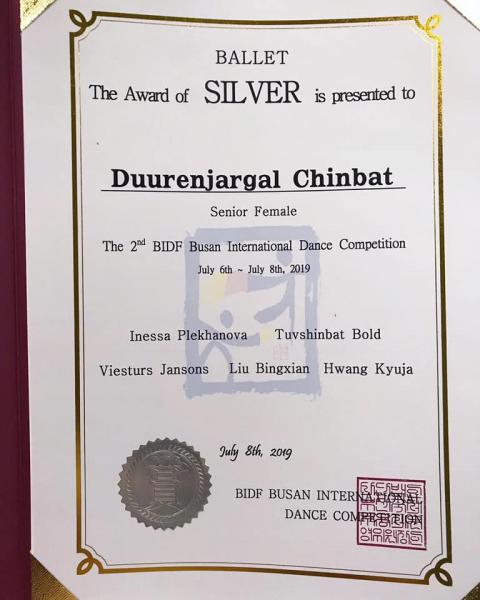 BALLET
The Award of SILVER is presented to
Duurenjargal Chinbat
Senior Female
The 2nd BIDF Busan International Dance Competition
July 6th ~ July 8th, 2019
Inessa Plekhanova Tuvshinbat Bold
Viesturs Jansons Liu Bingxian Hwang Kyuja
July 8th, 2019
BIDF BUSAN INTERNATIONAL
DANCE COMPETITION